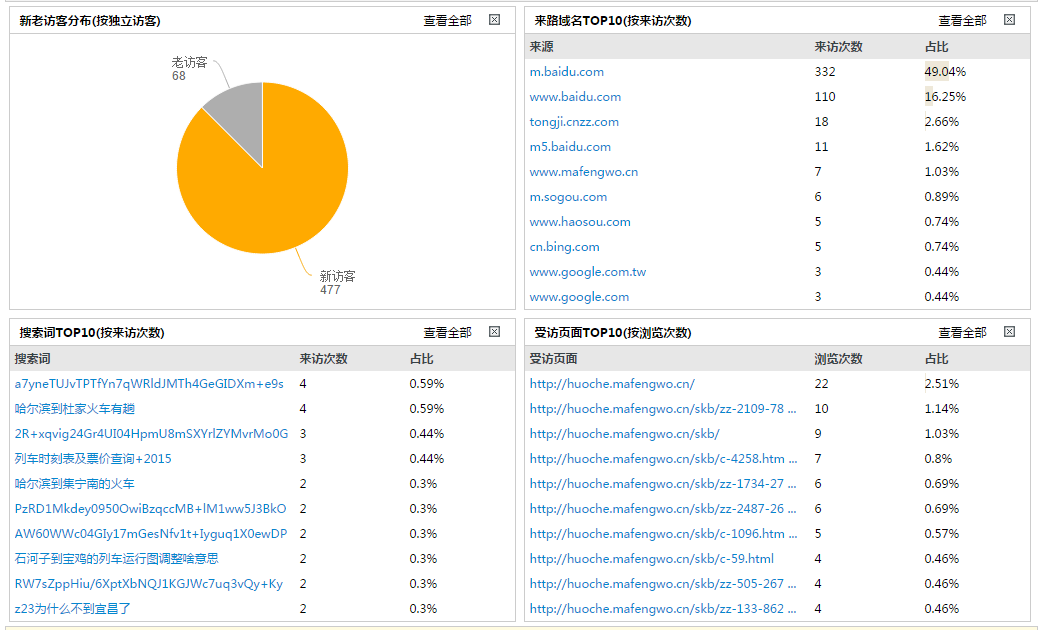 新老访客分布(按独立访客) 查看全部
老访客
68
新访客
477
来路域名TOP10(按来访次数) 查看全部
来源 来访次数 占比
m.baidu.com 332 49.04%
www.baidu.com 110 16.25%
tongji.cnzz.com 18 2.66%
m5.baidu.com 11 1.62%
www.mafengwo.cn 7 1.03%
m.sogou.com 6 0.89%
www.haosou.com 5 0.74%
cn.bing.com 5 0.74%
www.google.com.tw 3 0.44%
www.google.com 3 0.44%
搜索词TOP10(按来访次数) 查看全部
搜索词 来访次数 占比
a7yneTUJvTPTfYn7qWRldJMTh4GeGIDXm+e9s 4 0.59%
哈尔滨到杜家火车有趟 4 0.59%
2R+xqvig24Gr4UI04HpmU8mSXYrlZYMvrMo0G 3 0.44%
列车时刻表及票价查询+2015 3 0.44%
哈尔滨到集宁南的火车 2 0.3%
PzRD1Mkdey0950OwiBzqccMB+lM1ww5J3BkO 2 0.3%
AW60WWc04GIy17mGesNfv1t+Iyguq1X0ewDP 2 0.3%
石河子到宝鸡的列车运行图调整啥意思 2 0.3%
RW7sZppHiu/6XptXbNQJ1KGJWc7uq3vQy+Ky 2 0.3%
z23为什么不到宜昌了 2 0.3%
受访页面TOP10(按浏览次数) 查看全部
受访页面 浏览次数 占比
http://huoche.mafengwo.cn/ 22 2.51%
http://huoche.mafengwo.cn/skb/zz-2109-78 ... 10 1.14%
http://huoche.mafengwo.cn/skb/ 9 1.03%
http://huoche.mafengwo.cn/skb/c-4258.htm ... 7 0.8%
http://huoche.mafengwo.cn/skb/zz-1734-27 ... 6 0.69%
http://huoche.mafengwo.cn/skb/zz-2487-26 ... 6 0.69%
http://huoche.mafengwo.cn/skb/c-1096.htm ... 5 0.57%
http://huoche.mafengwo.cn/skb/c-59.html 4 0.46%
http://huoche.mafengwo.cn/skb/zz-505-267 ... 4 0.46%
http://huoche.mafengwo.cn/skb/zz-133-862 ... 4 0.46%